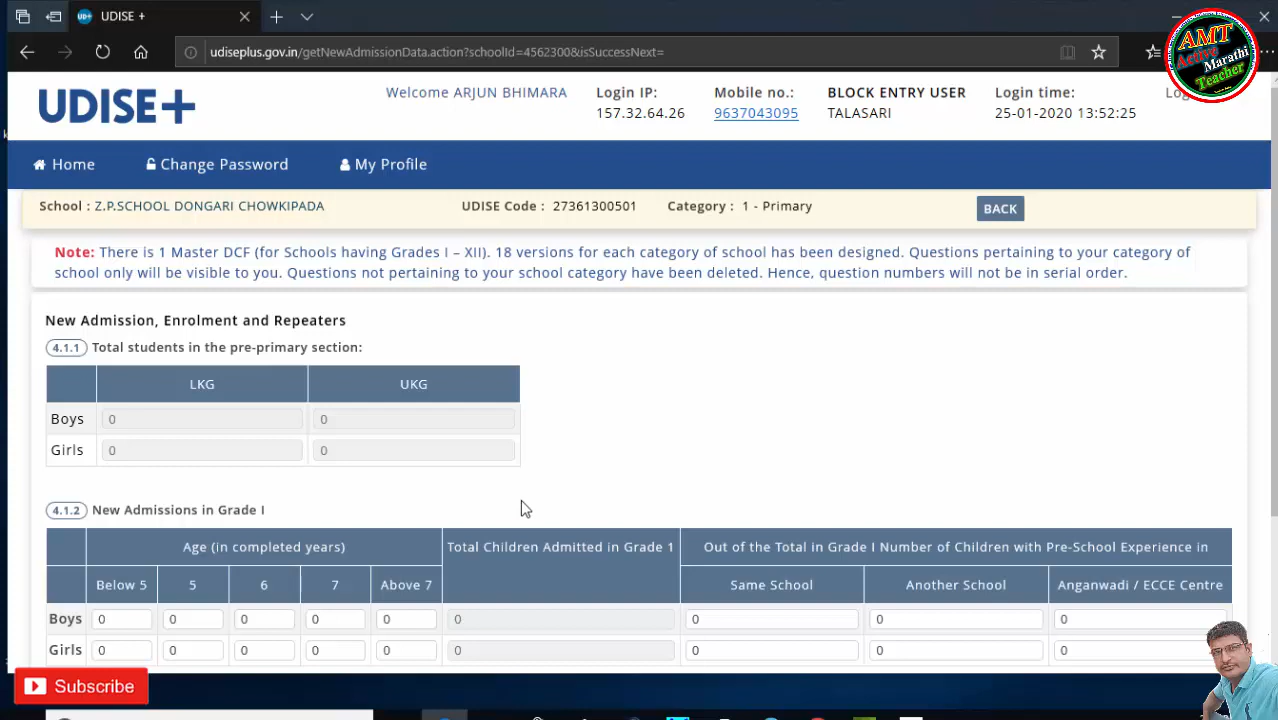 UDISE +
udiseplus.gov.in/getNewAdmissionData.action?schoolId=4562300&isSuccessNext=
AMT
Active
Marathi
Teacher
UDISE+
Welcome ARJUN BHIMARA
Login IP:
157.32.64.26
Mobile no.:
9637043095
BLOCK ENTRY USER
TALASARI
Login time:
25-01-2020 13:52:25
Home
Change Password
My Profile
School : Z.P.SCHOOL DONGARI CHOWKIPADA
UDISE Code : 27361300501
Category : 1 - Primary
BACK
Note: There is 1 Master DCF (for Schools having Grades I – XII). 18 versions for each category of school has been designed. Questions pertaining to your category of
school only will be visible to you. Questions not pertaining to your school category have been deleted. Hence, question numbers will not be in serial order.
New Admission, Enrolment and Repeaters
4.1.1 Total students in the pre-primary section:
LKG UKG
Boys 0 0
Girls 0 0
4.1.2 New Admissions in Grade I
Age (in completed years) Total Children Admitted in Grade 1 Out of the Total in Grade I Number of Children with Pre-School Experience in
Below 5 5 6 7 Above 7 Same School Another School Anganwadi / ECCE Centre
Boys 0 0 0 0 0 0 0 0 0
Girls 0 0 0 0 0 0 0 0 0
Subscribe